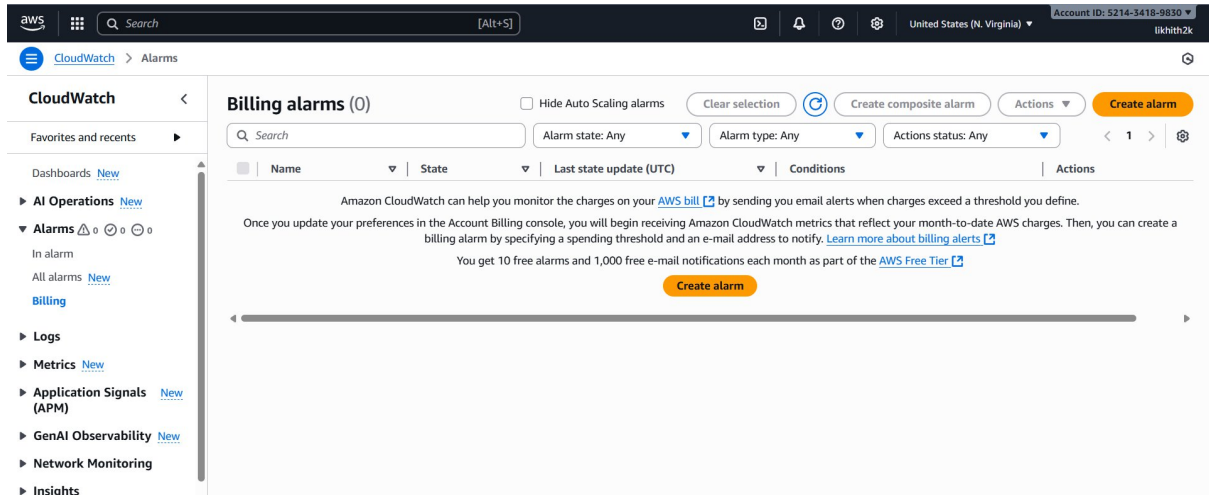 aws
Search [Alt+S]
United States (N. Virginia)
Account ID: 5214-3418-9830
likhith2k
CloudWatch > Alarms
CloudWatch
Favorites and recents
Dashboards New
AI Operations New
Alarms 0 0 0
In alarm
All alarms New
Billing
Logs
Metrics New
Application Signals New
(APM)
GenAI Observability New
Network Monitoring
Insights
Billing alarms (0)
Hide Auto Scaling alarms
Clear selection
Create composite alarm
Actions
Create alarm
Search
Alarm state: Any
Alarm type: Any
Actions status: Any
1
Name
State
Last state update (UTC)
Conditions
Actions
Amazon CloudWatch can help you monitor the charges on your AWS bill by sending you email alerts when charges exceed a threshold you define.
Once you update your preferences in the Account Billing console, you will begin receiving Amazon CloudWatch metrics that reflect your month-to-date AWS charges. Then, you can create a
billing alarm by specifying a spending threshold and an e-mail address to notify. Learn more about billing alerts
You get 10 free alarms and 1,000 free e-mail notifications each month as part of the AWS Free Tier
Create alarm